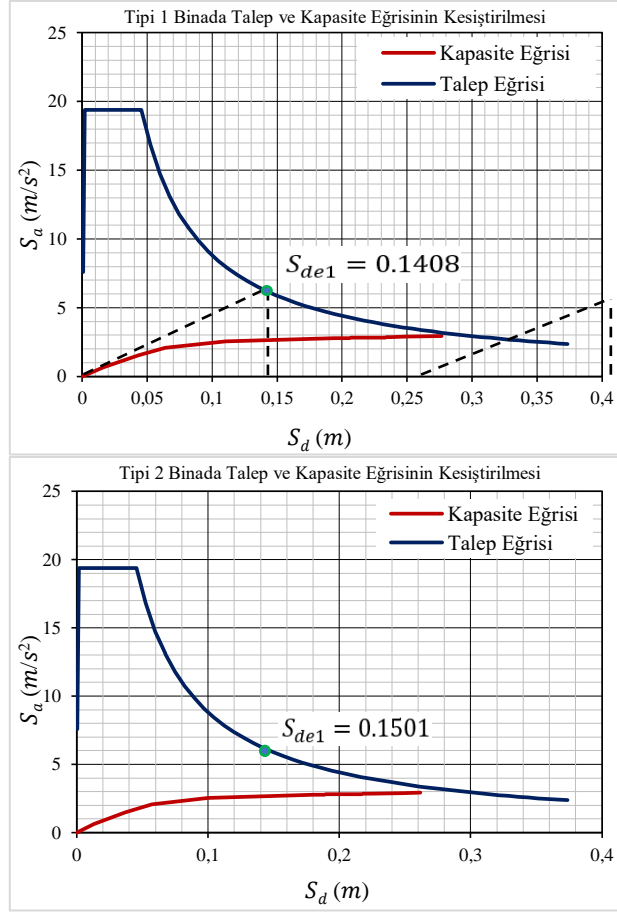 Tipi 1 Binada Talep ve Kapasite Eğrisinin Kesiştirilmesi
25
Kapasite Eğrisi
Talep Eğrisi
20
15
S_a (m/s²)
10
S_de1 = 0.1408
5
0
0 0,05 0,1 0,15 0,2 0,25 0,3 0,35 0,4
S_d (m)
Tipi 2 Binada Talep ve Kapasite Eğrisinin Kesiştirilmesi
25
Kapasite Eğrisi
Talep Eğrisi
20
15
S_a (m/s²)
10
S_de1 = 0.1501
5
0
0 0,1 0,2 0,3 0,4
S_d (m)